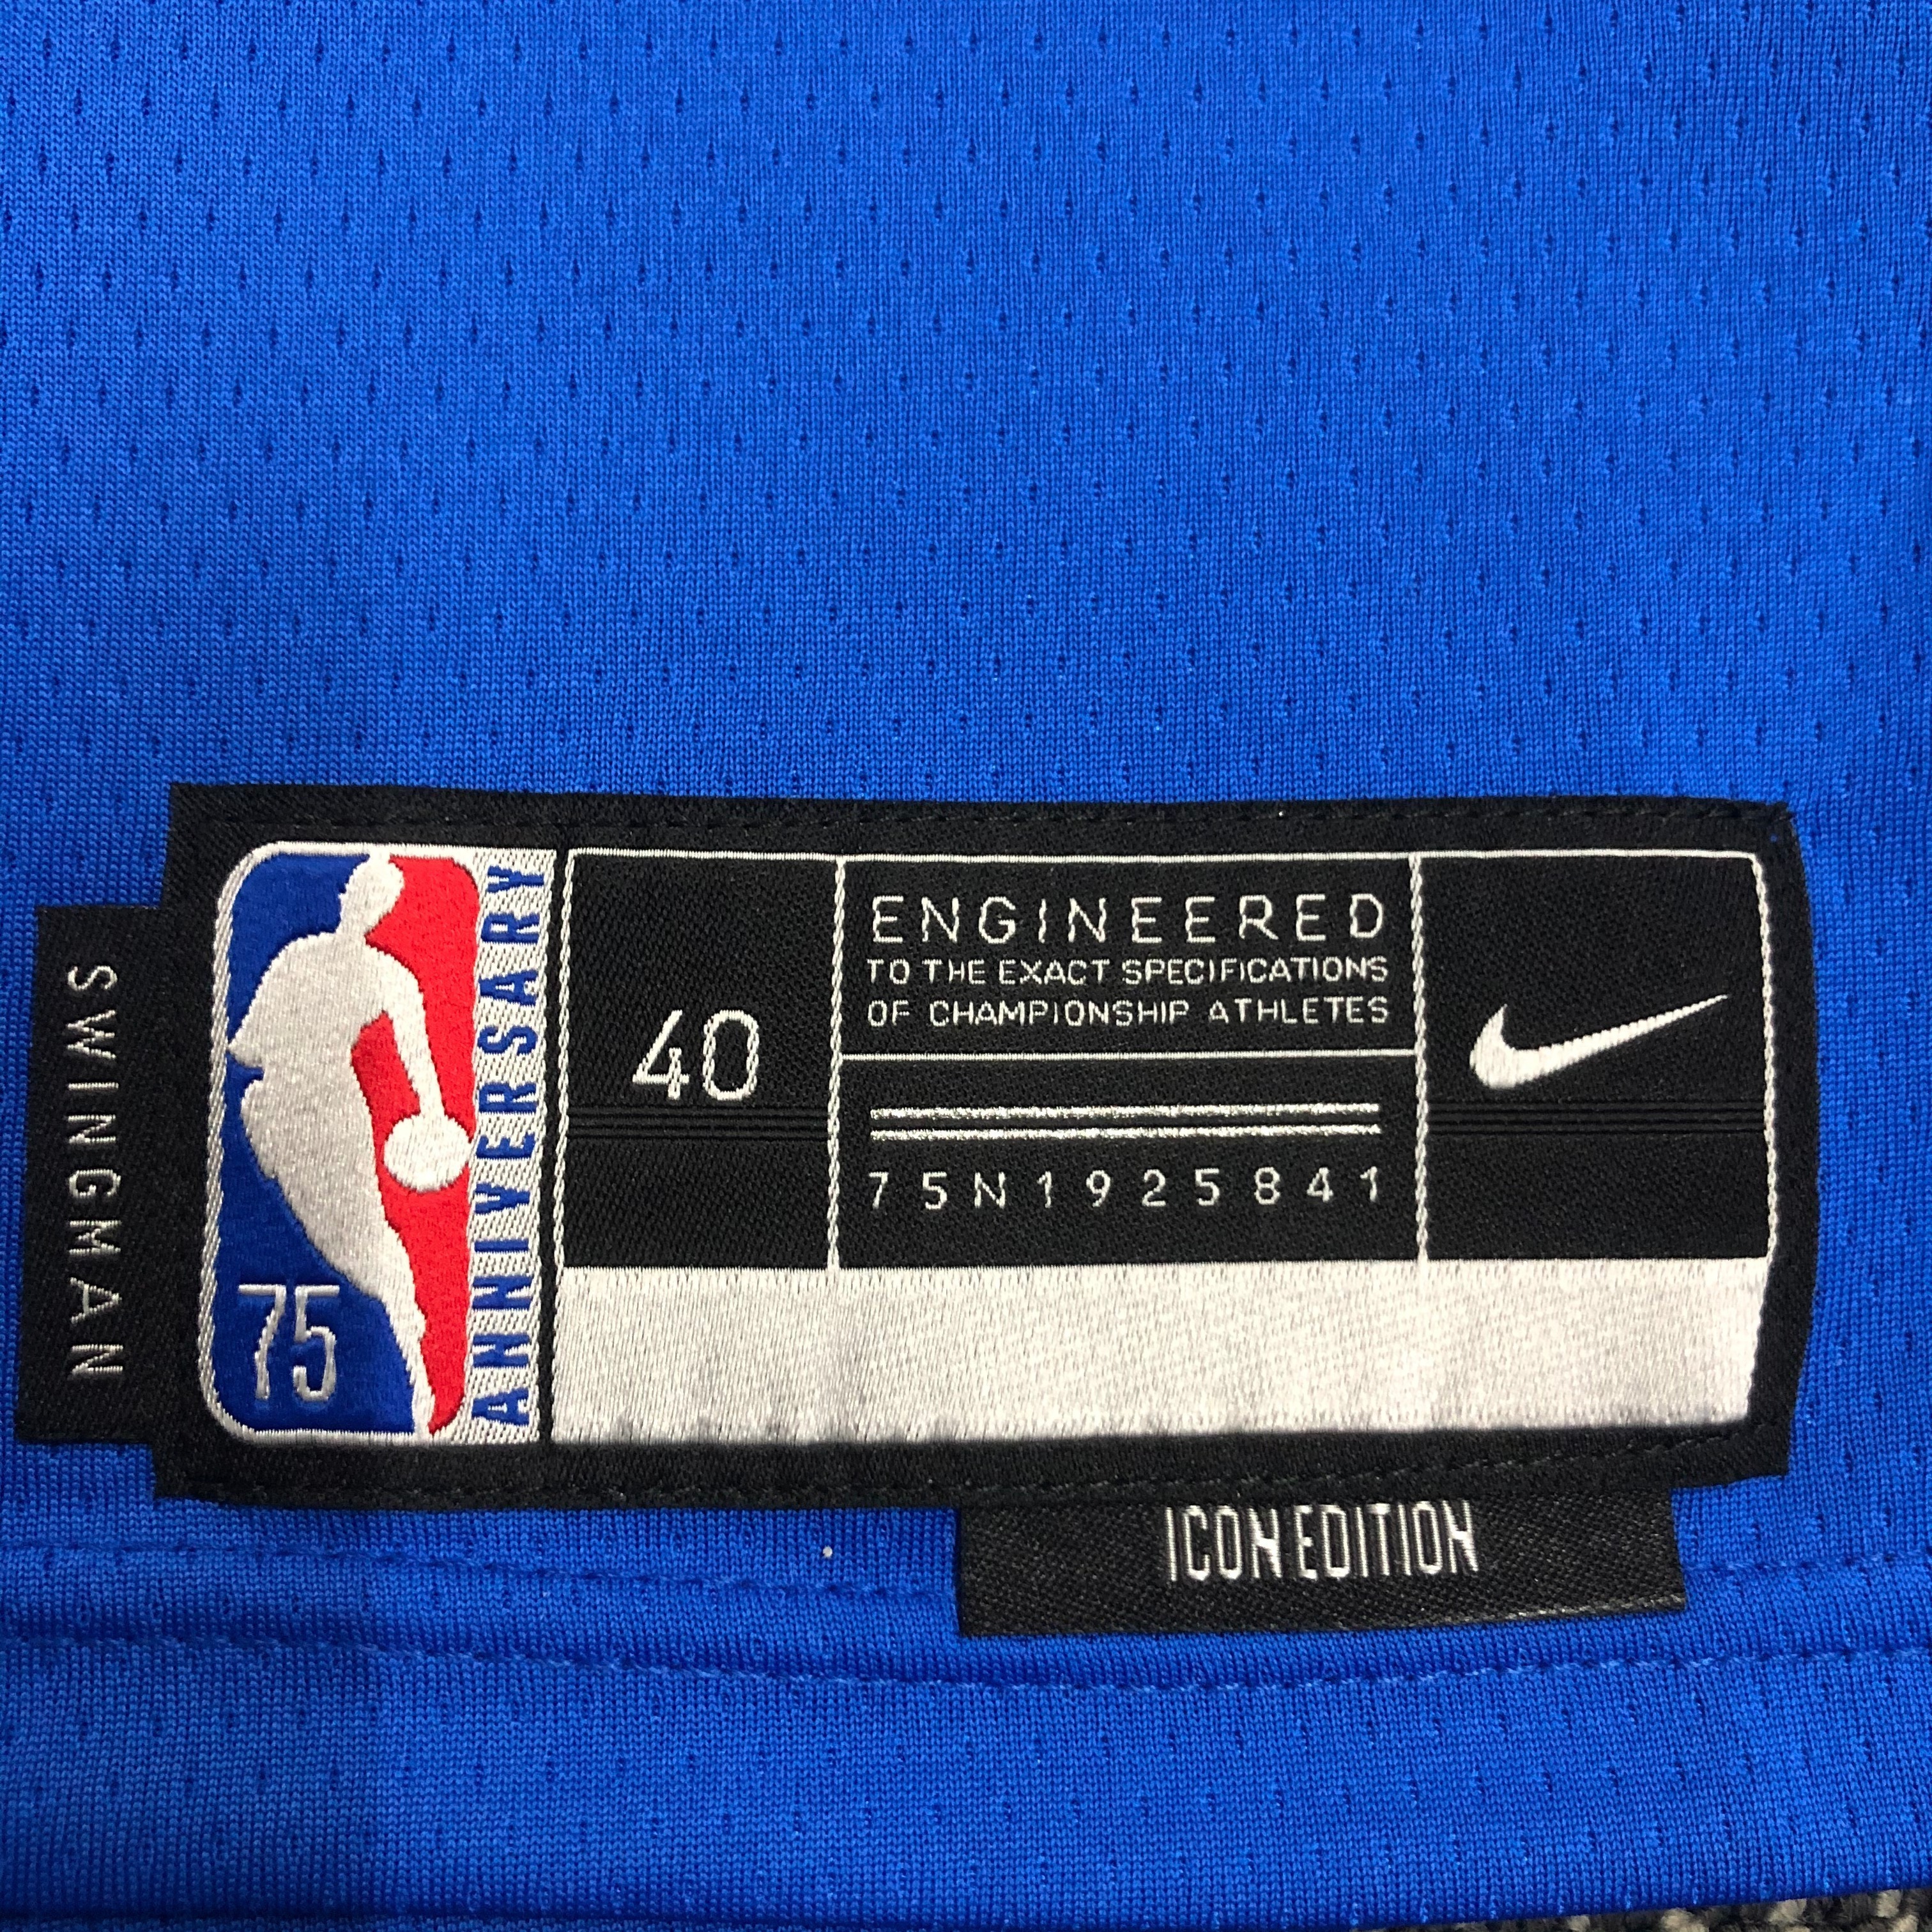 SWINGMAN
75
ANNIVERSARY
40
ENGINEERED
TO THE EXACT SPECIFICATIONS
OF CHAMPIONSHIP ATHLETES
75N1925841
ICON EDITION